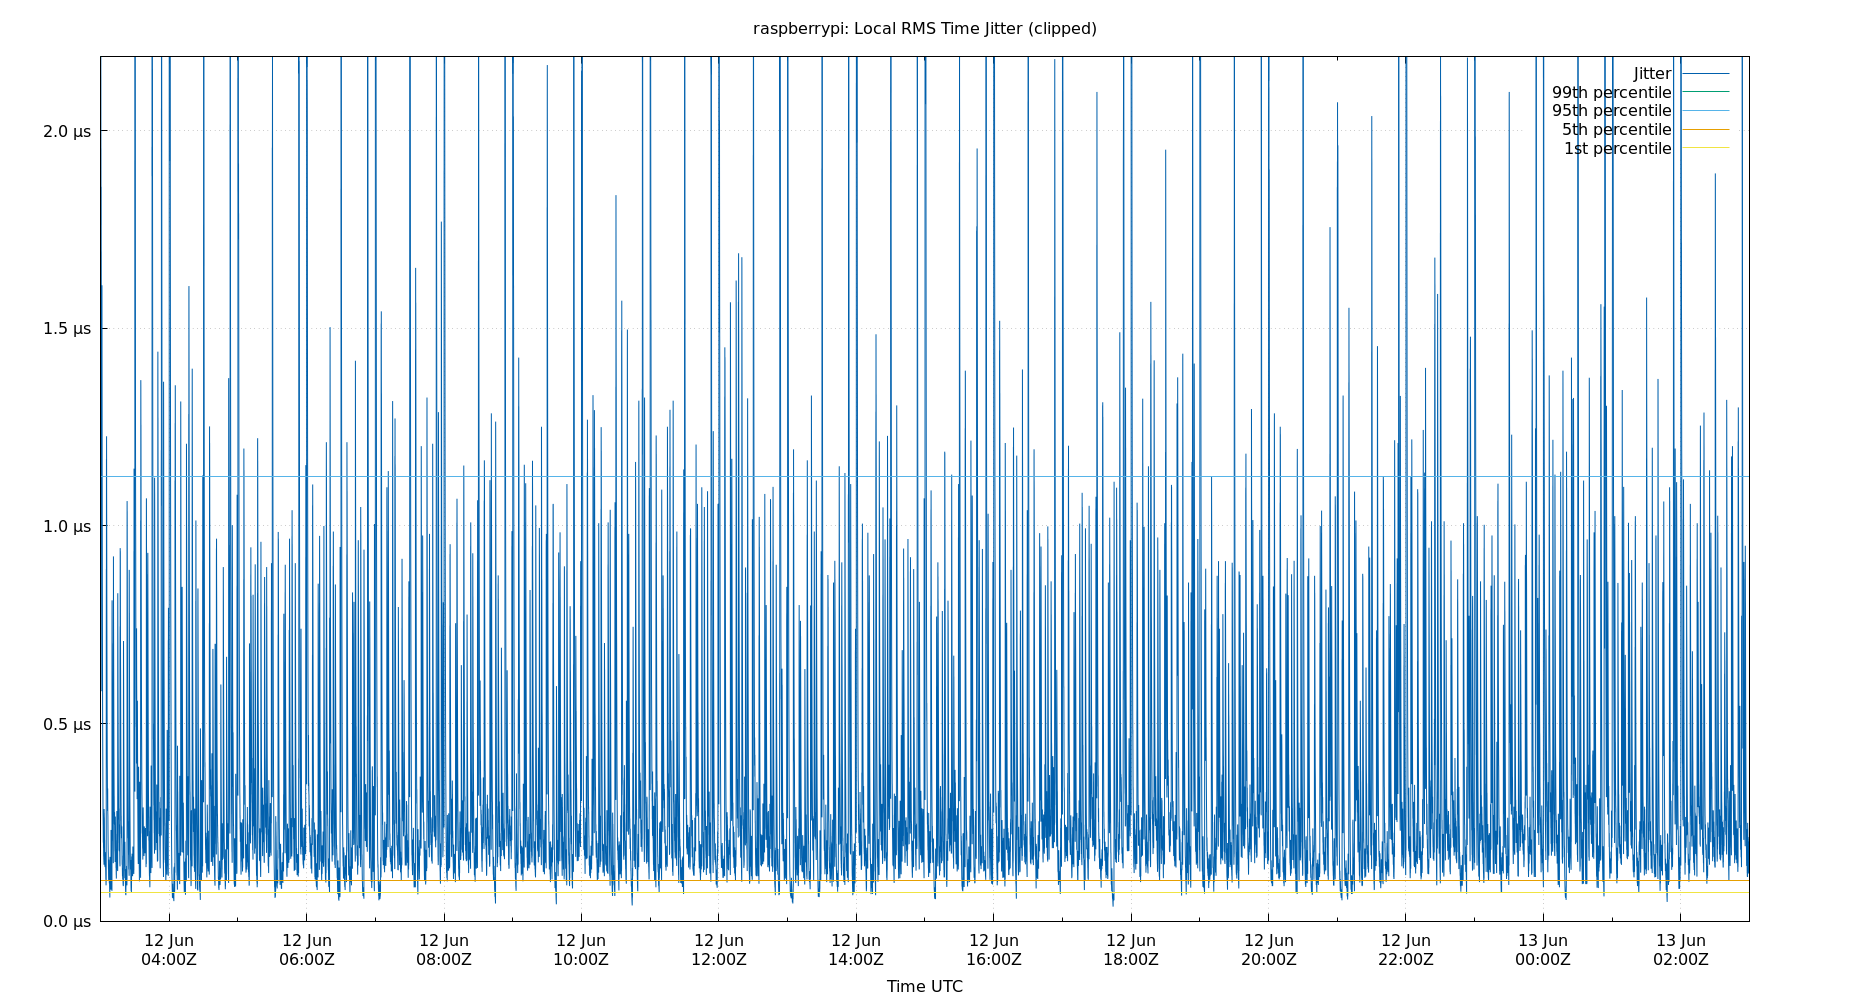 raspberrypi: Local RMS Time Jitter (clipped)
Jitter
99th percentile
95th percentile
5th percentile
1st percentile
2.0 µs
1.5 µs
1.0 µs
0.5 µs
0.0 µs
12 Jun 12 Jun 12 Jun 12 Jun 12 Jun 12 Jun 12 Jun 12 Jun 12 Jun 12 Jun 13 Jun 13 Jun
04:00Z 06:00Z 08:00Z 10:00Z 12:00Z 14:00Z 16:00Z 18:00Z 20:00Z 22:00Z 00:00Z 02:00Z
Time UTC